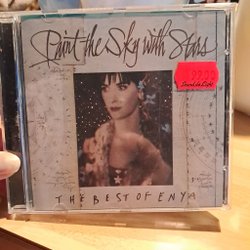 Paint the Sky with Stars
THE BEST OF ENYA